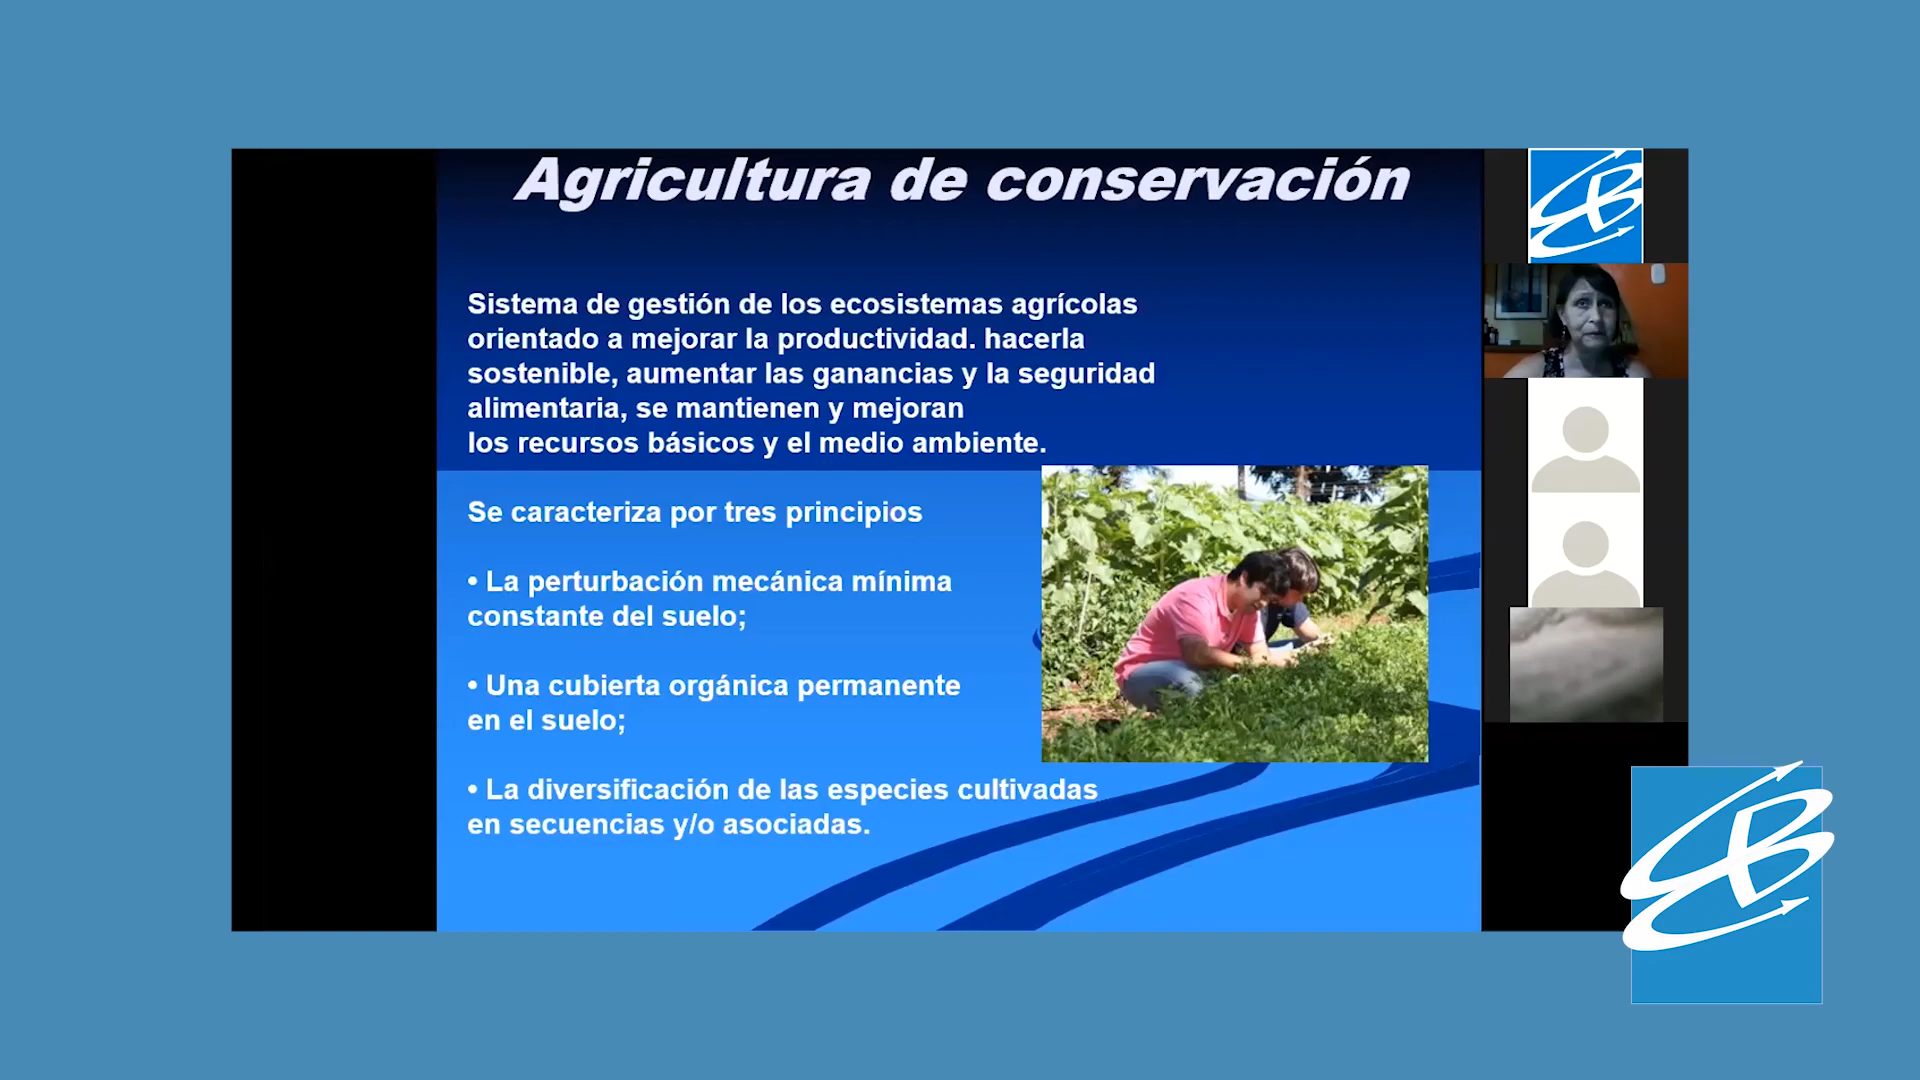 Agricultura de conservación
Sistema de gestión de los ecosistemas agrícolas
orientado a mejorar la productividad. hacerla
sostenible, aumentar las ganancias y la seguridad
alimentaria, se mantienen y mejoran
los recursos básicos y el medio ambiente.
Se caracteriza por tres principios
• La perturbación mecánica mínima
constante del suelo;
• Una cubierta orgánica permanente
en el suelo;
• La diversificación de las especies cultivadas
en secuencias y/o asociadas.